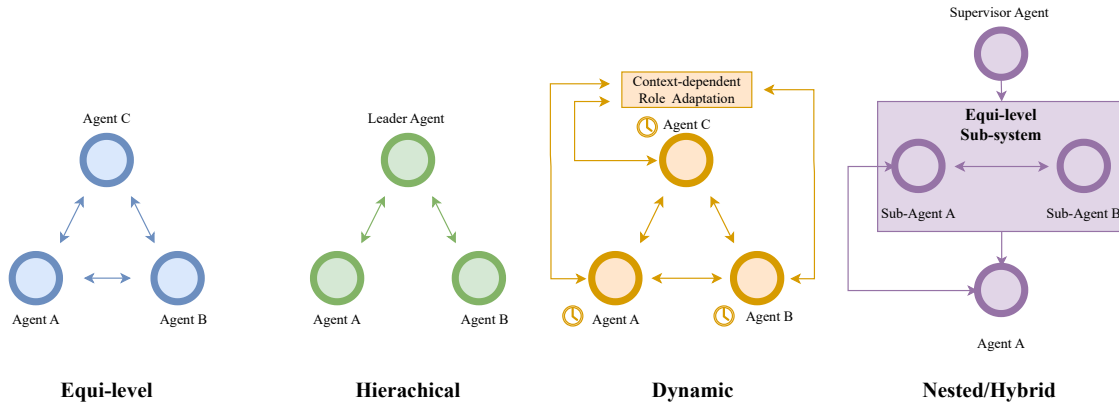 Agent C
Agent A
Agent B
Equi-level
Leader Agent
Agent A
Agent B
Hierachical
Context-dependent
Role Adaptation
Agent C
Agent A
Agent B
Dynamic
Supervisor Agent
Equi-level
Sub-system
Sub-Agent A
Sub-Agent B
Agent A
Nested/Hybrid